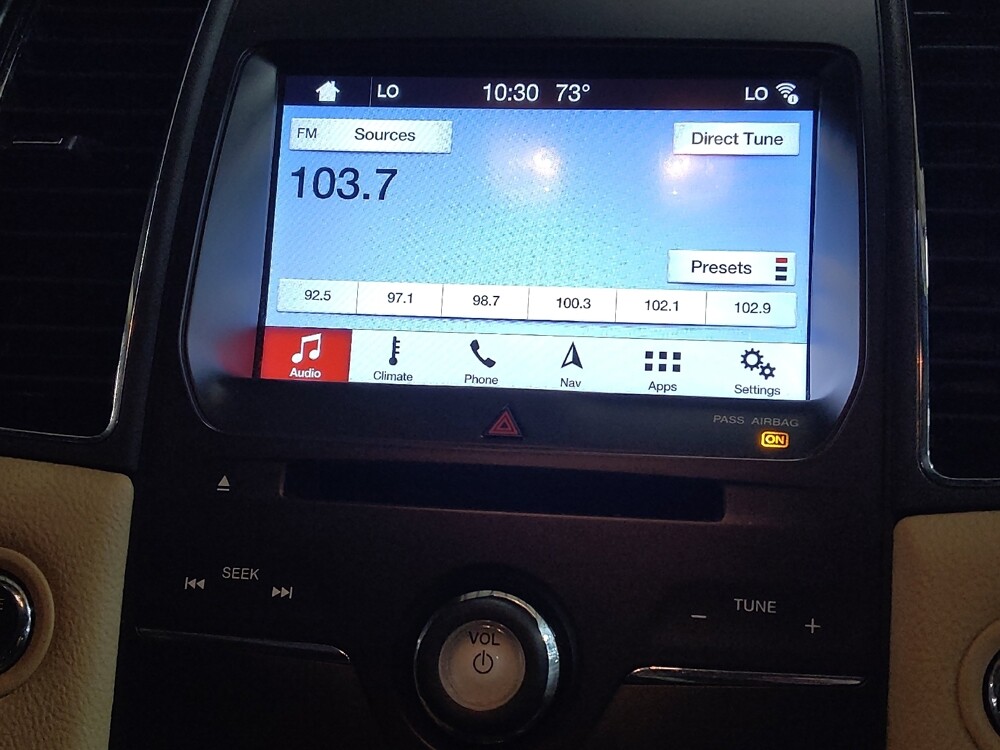 LO 10:30 73° LO
FM Sources
Direct Tune
103.7
Presets
92.5 97.1 98.7 100.3 102.1 102.9
Audio Climate Phone Nav Apps Settings
PASS AIRBAG
ON
SEEK
TUNE
− +
VOL